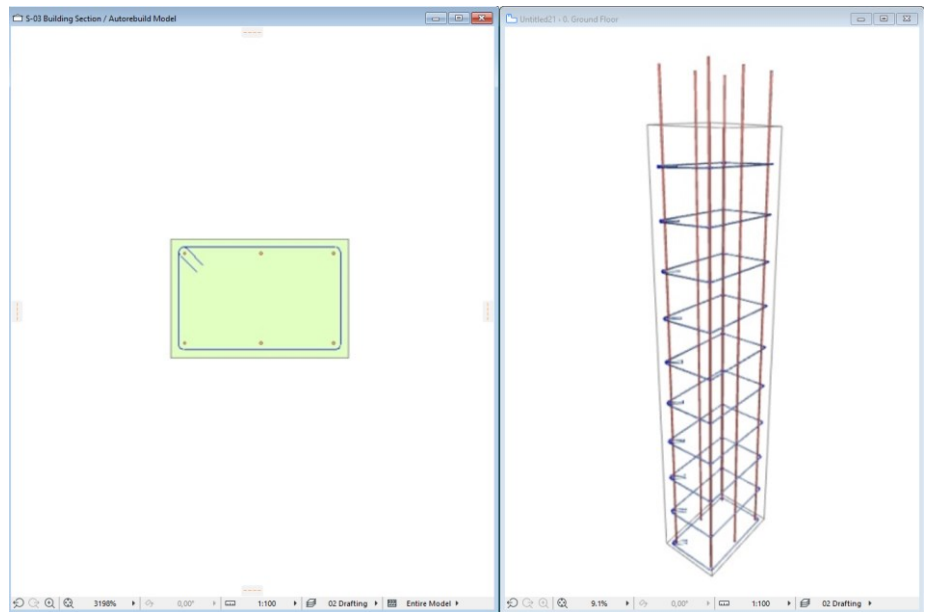 S-03 Building Section / Autorebuild Model
Untitled21 › 0. Ground Floor
3198%
0,00°
1:100
02 Drafting
Entire Model
9.1%
0,00°
1:100
02 Drafting